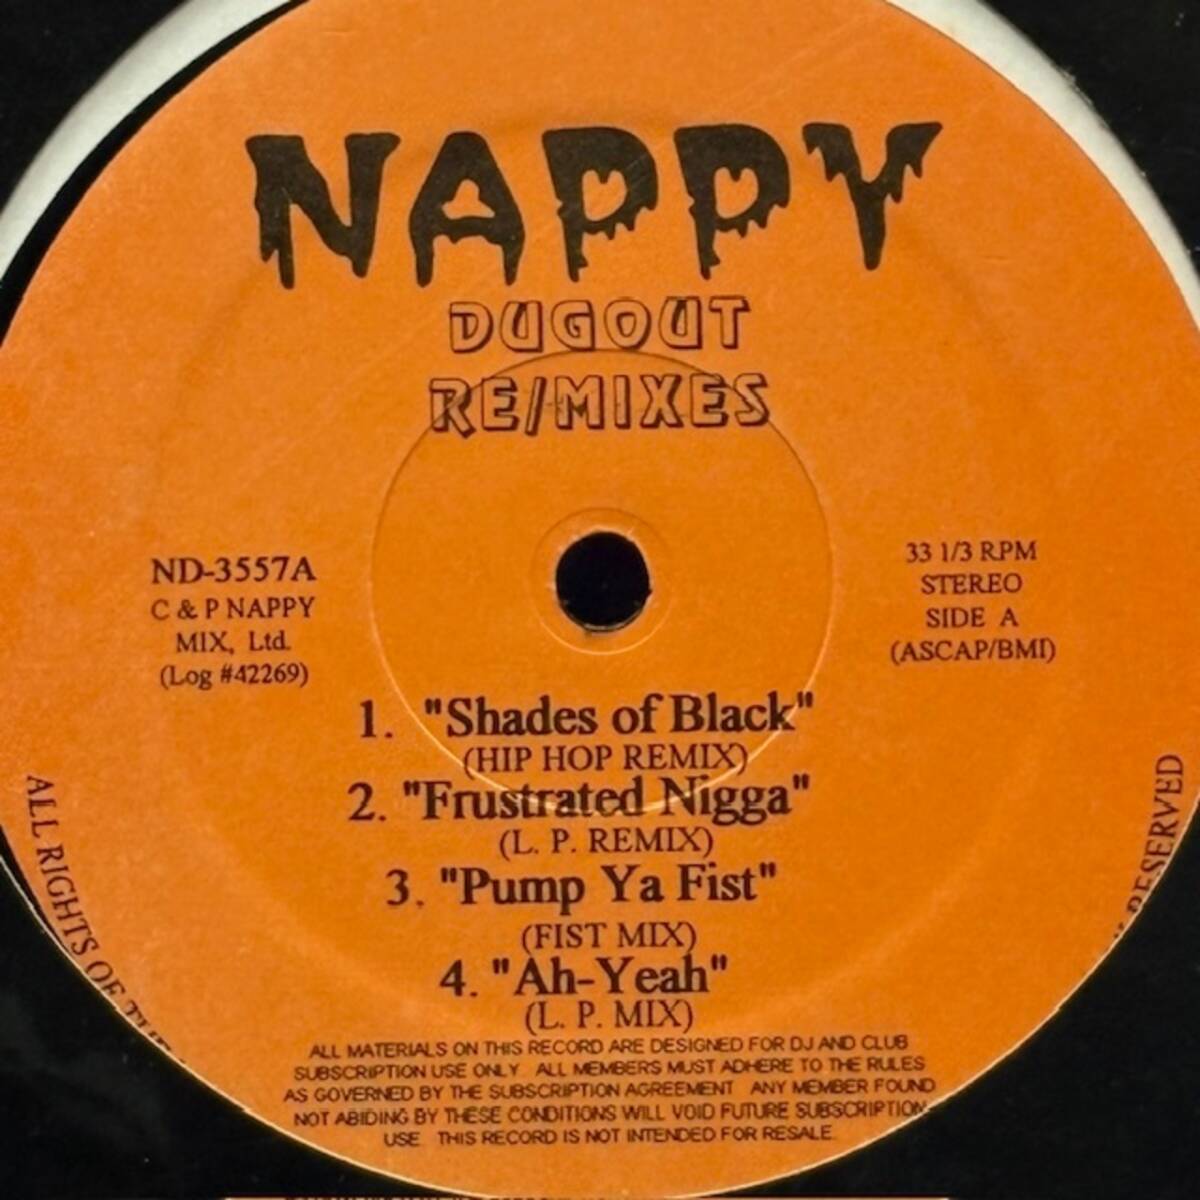 NAPPY
DUGOUT
RE/MIXES
ND-3557A
C & P NAPPY
MIX, Ltd.
(Log #42269)
33 1/3 RPM
STEREO
SIDE A
(ASCAP/BMI)
1. "Shades of Black"
(HIP HOP REMIX)
2. "Frustrated Nigga"
(L. P. REMIX)
3. "Pump Ya Fist"
(FIST MIX)
4. "Ah-Yeah"
(L. P. MIX)
ALL MATERIALS ON THIS RECORD ARE DESIGNED FOR DJ AND CLUB
SUBSCRIPTION USE ONLY ALL MEMBERS MUST ADHERE TO THE RULES
AS GOVERNED BY THE SUBSCRIPTION AGREEMENT ANY MEMBER FOUND
NOT ABIDING BY THESE CONDITIONS WILL VOID FUTURE SUBSCRIPTION
USE. THIS RECORD IS NOT INTENDED FOR RESALE.
ALL RIGHTS OF
RESERVED